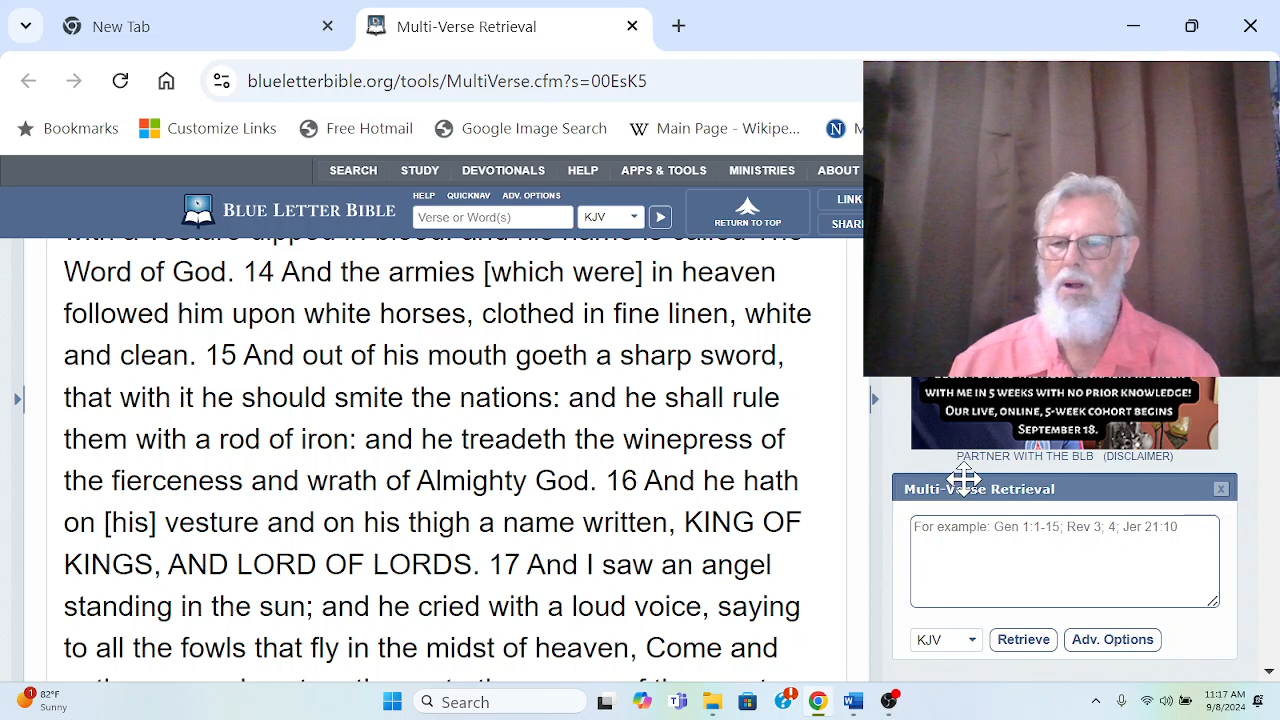 New Tab
Multi-Verse Retrieval
blueletterbible.org/tools/MultiVerse.cfm?s=00EsK5
Bookmarks Customize Links Free Hotmail Google Image Search Main Page - Wikipe...
SEARCH STUDY DEVOTIONALS HELP APPS & TOOLS MINISTRIES ABOUT
BLUE LETTER BIBLE
HELP QUICKNAV ADV. OPTIONS
Verse or Word(s) KJV
RETURN TO TOP
LINK
SHAR
Word of God. 14 And the armies [which were] in heaven
followed him upon white horses, clothed in fine linen, white
and clean. 15 And out of his mouth goeth a sharp sword,
that with it he should smite the nations: and he shall rule
them with a rod of iron: and he treadeth the winepress of
the fierceness and wrath of Almighty God. 16 And he hath
on [his] vesture and on his thigh a name written, KING OF
KINGS, AND LORD OF LORDS. 17 And I saw an angel
standing in the sun; and he cried with a loud voice, saying
to all the fowls that fly in the midst of heaven, Come and
WITH ME IN 5 WEEKS WITH NO PRIOR KNOWLEDGE!
OUR LIVE, ONLINE, 5-WEEK COHORT BEGINS
SEPTEMBER 18.
PARTNER WITH THE BLB (DISCLAIMER)
Multi-Verse Retrieval
For example: Gen 1:1-15; Rev 3; 4; Jer 21:10
KJV Retrieve Adv. Options
1
82°F
Sunny
Search
11:17 AM
9/8/2024